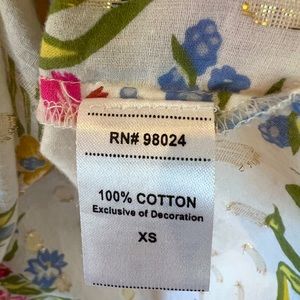 RN# 98024
100% COTTON
Exclusive of Decoration
XS